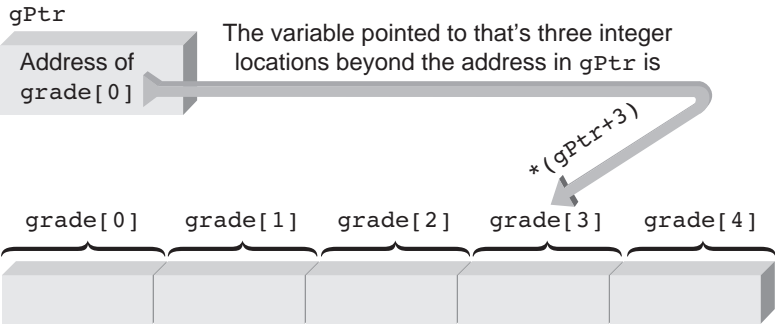 gPtr
The variable pointed to that's three integer
locations beyond the address in gPtr is
Address of
grade[0]
*(gPtr+3)
grade[0] grade[1] grade[2] grade[3] grade[4]